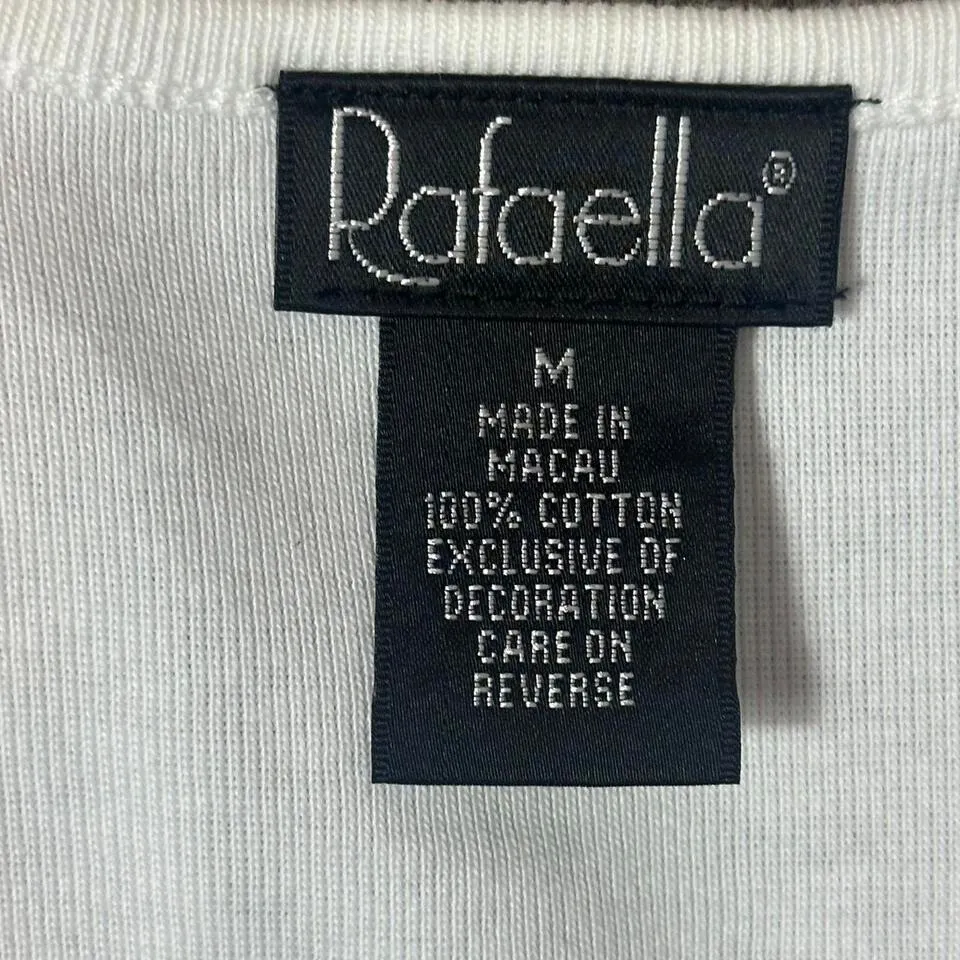 Rafaella®
M
MADE IN
MACAU
100% COTTON
EXCLUSIVE OF
DECORATION
CARE ON
REVERSE